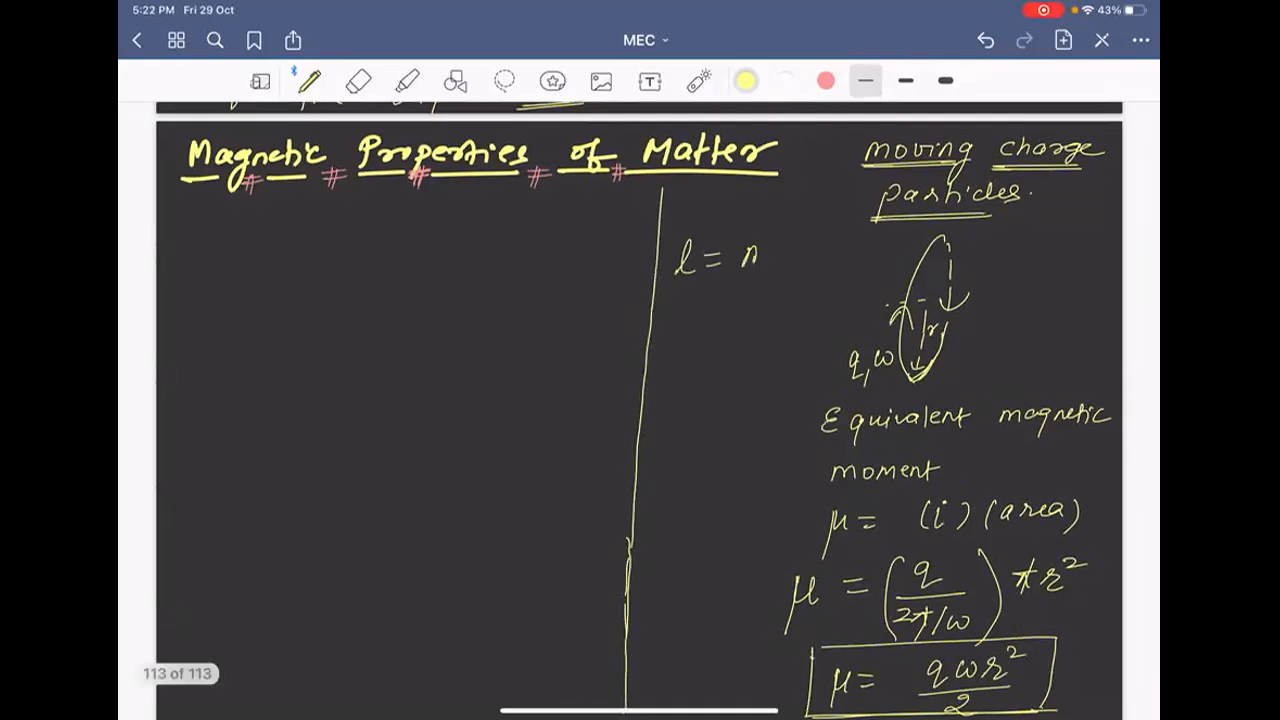 5:22 PM Fri 29 Oct
43%
MEC
Magnetic Properties of Matter
moving charge
particles.
l = n
r
q, ω
Equivalent magnetic
moment
μ = (i) (area)
μ = (q / 2π/ω) * πr²
μ = qωr² / 2
113 of 113